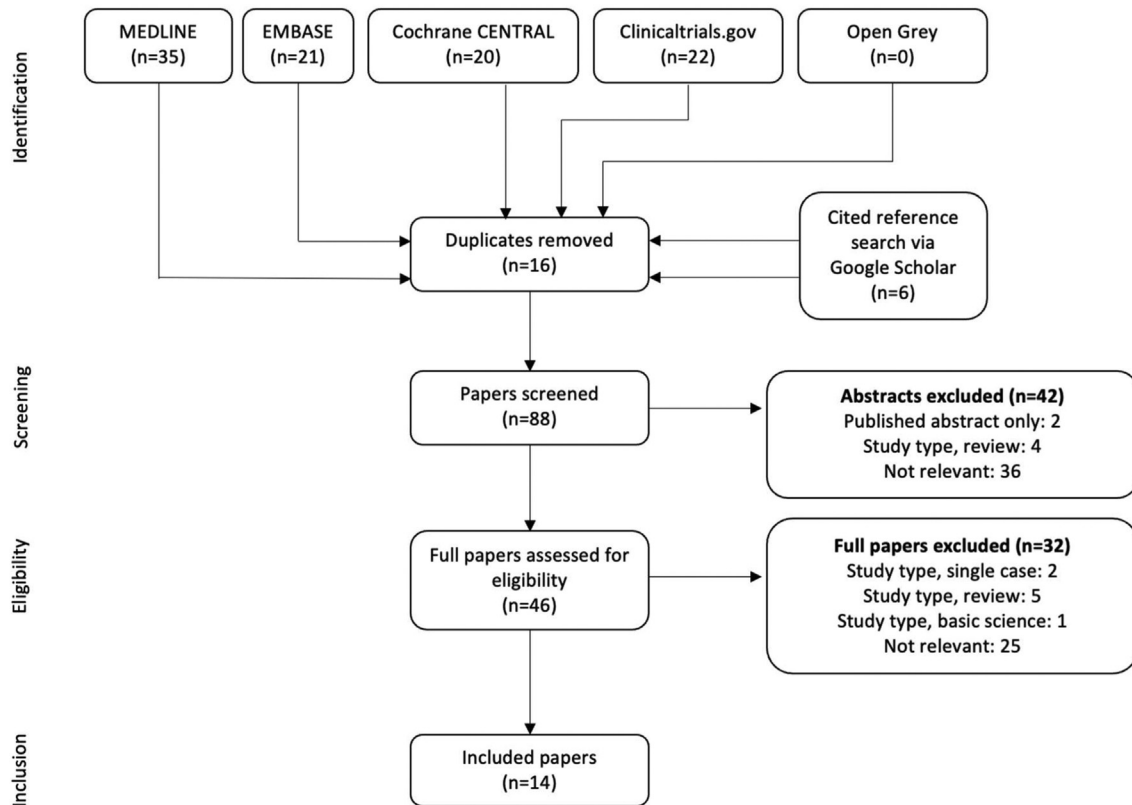 Identification
MEDLINE
(n=35)
EMBASE
(n=21)
Cochrane CENTRAL
(n=20)
Clinicaltrials.gov
(n=22)
Open Grey
(n=0)
Duplicates removed
(n=16)
Cited reference
search via
Google Scholar
(n=6)
Screening
Papers screened
(n=88)
Abstracts excluded (n=42)
Published abstract only: 2
Study type, review: 4
Not relevant: 36
Eligibility
Full papers assessed for
eligibility
(n=46)
Full papers excluded (n=32)
Study type, single case: 2
Study type, review: 5
Study type, basic science: 1
Not relevant: 25
Inclusion
Included papers
(n=14)